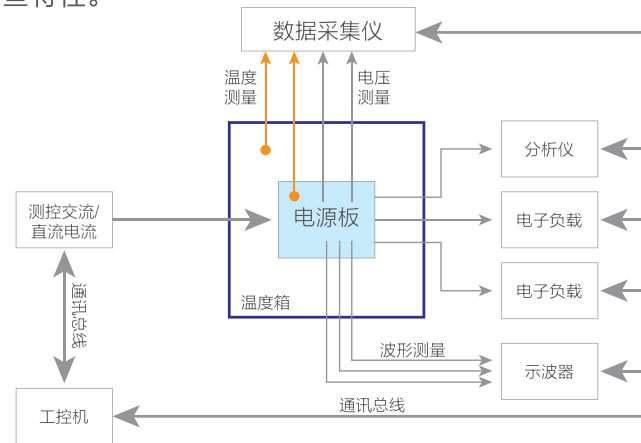 数据采集仪
温度
测量
电压
测量
分析仪
测控交流/
直流电流
电源板
电子负载
温度箱
电子负载
通讯总线
波形测量
示波器
通讯总线
工控机